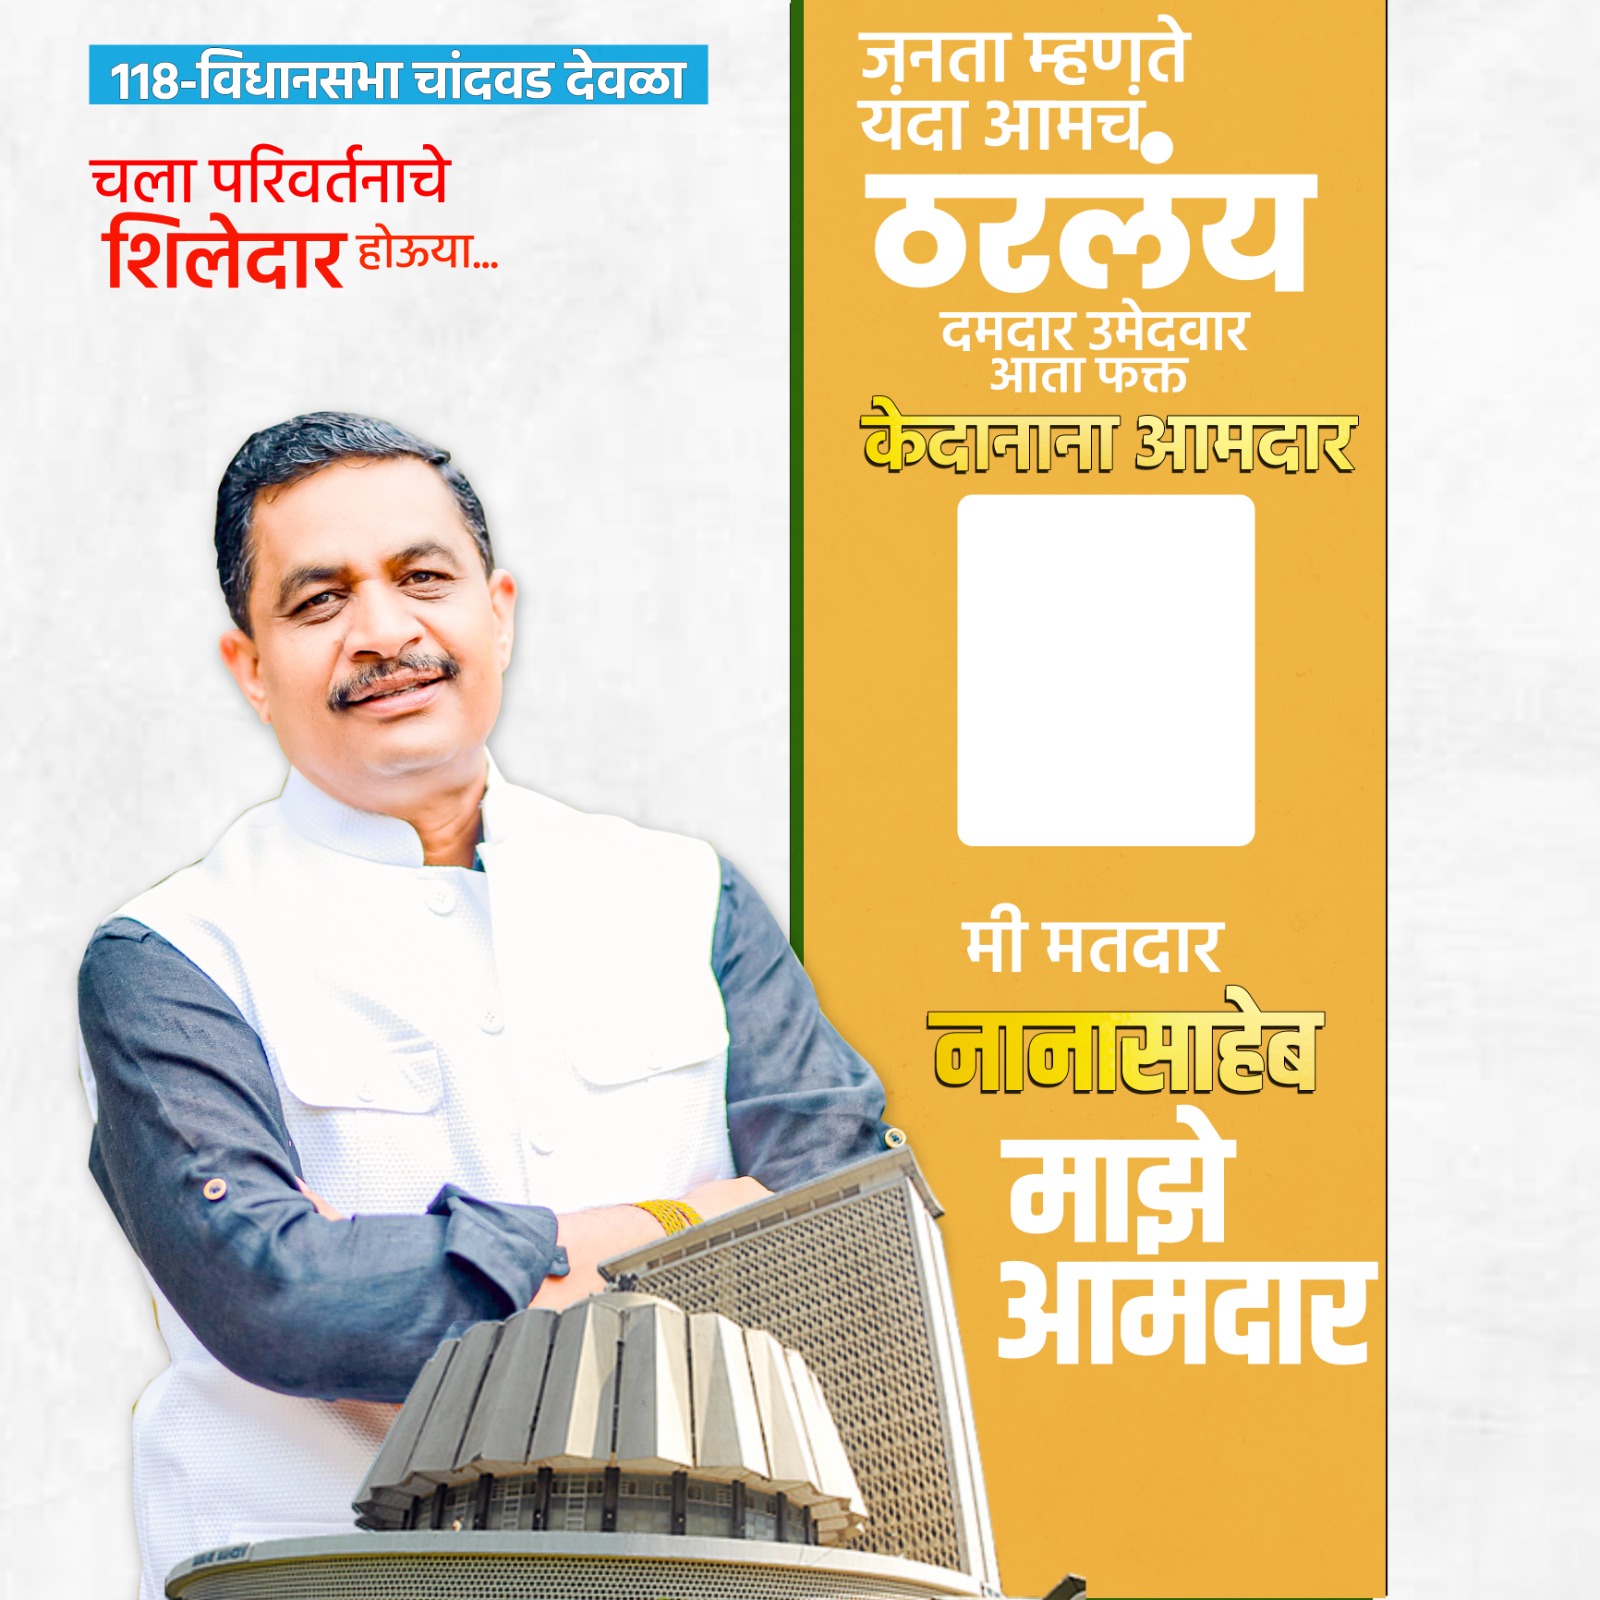 118-विधानसभा चांदवड देवळा
चला परिवर्तनाचे
शिलेदार होऊया...
जनता म्हणते
यंदा आमचं
ठरलंय
दमदार उमेदवार
आता फक्त
केदानाना आमदार
मी मतदार
नानासाहेब
माझे
आमदार